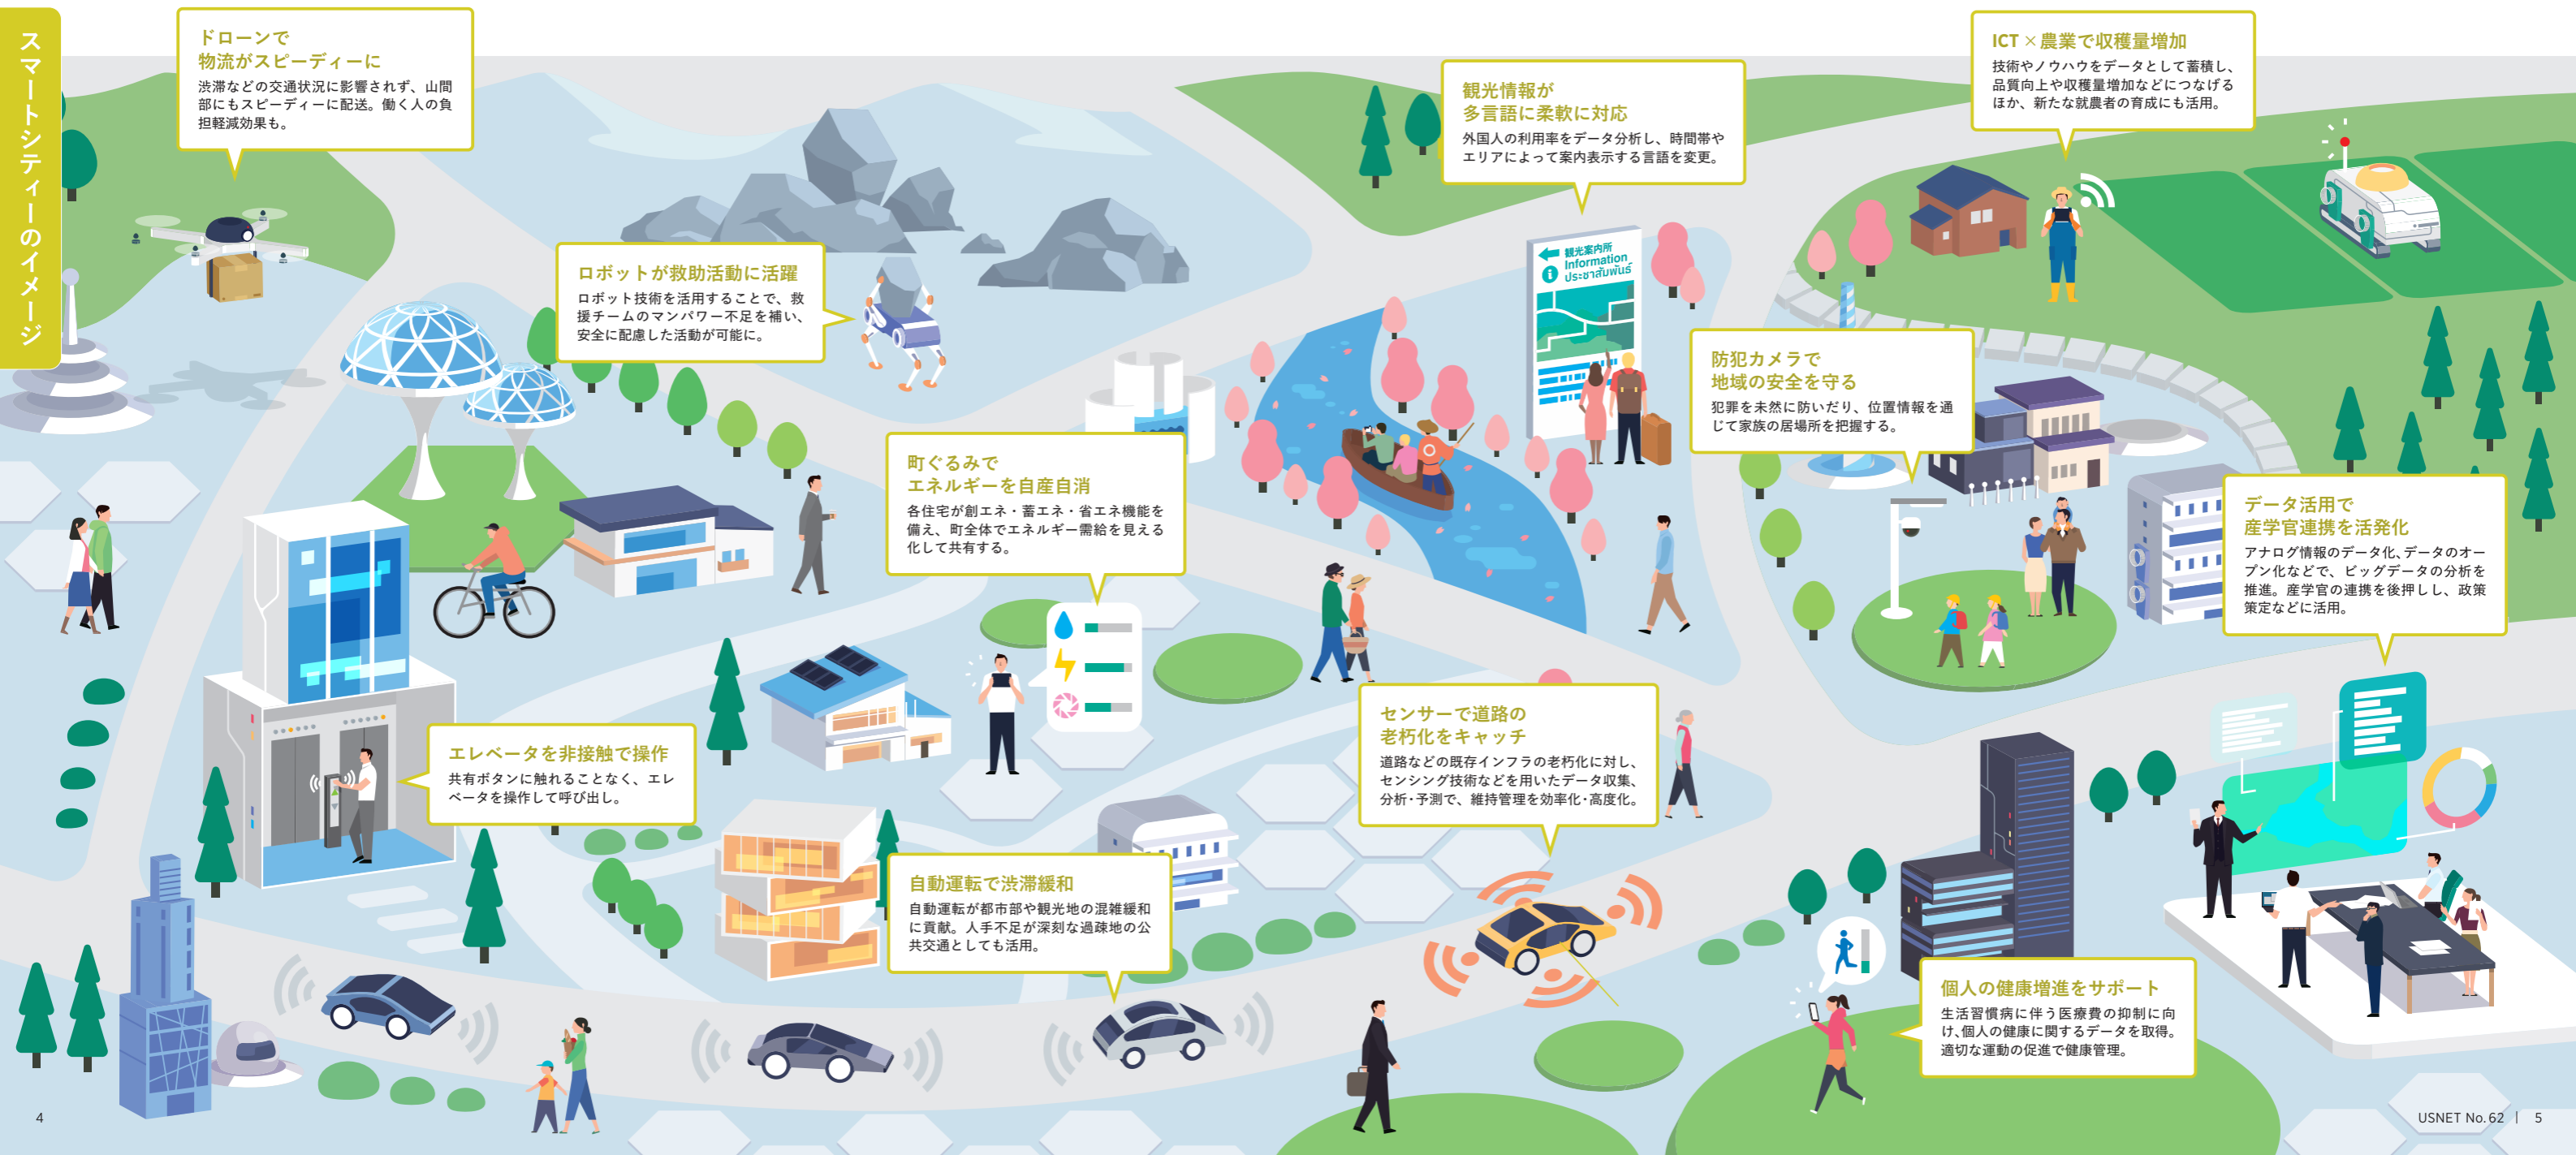 スマートシティーのイメージ
ドローンで
物流がスピーディーに
渋滞などの交通状況に影響されず、山間
部にもスピーディーに配送。働く人の負
担軽減効果も。
ロボットが救助活動に活躍
ロボット技術を活用することで、救
援チームのマンパワー不足を補い、
安全に配慮した活動が可能に。
町ぐるみで
エネルギーを自産自消
各住宅が創エネ・蓄エネ・省エネ機能を
備え、町全体でエネルギー需給を見える
化して共有する。
エレベータを非接触で操作
共有ボタンに触れることなく、エレ
ベータを操作して呼び出し。
自動運転で渋滞緩和
自動運転が都市部や観光地の混雑緩和
に貢献。人手不足が深刻な過疎地の公
共交通としても活用。
観光情報が
多言語に柔軟に対応
外国人の利用率をデータ分析し、時間帯や
エリアによって案内表示する言語を変更。
観光案内所
Information
ประชาสัมพันธ์
i
ICT×農業で収穫量増加
技術やノウハウをデータとして蓄積し、
品質向上や収穫量増加などにつなげる
ほか、新たな就農者の育成にも活用。
防犯カメラで
地域の安全を守る
犯罪を未然に防いだり、位置情報を通
じて家族の居場所を把握する。
データ活用で
産学官連携を活発化
アナログ情報のデータ化、データのオー
プン化などで、ビッグデータの分析を
推進。産学官の連携を後押しし、政策
策定などに活用。
センサーで道路の
老朽化をキャッチ
道路などの既存インフラの老朽化に対し、
センシング技術などを用いたデータ収集、
分析・予測で、維持管理を効率化・高度化。
個人の健康増進をサポート
生活習慣病に伴う医療費の抑制に向
け、個人の健康に関するデータを取得。
適切な運動の促進で健康管理。
4
USNET No.62 | 5